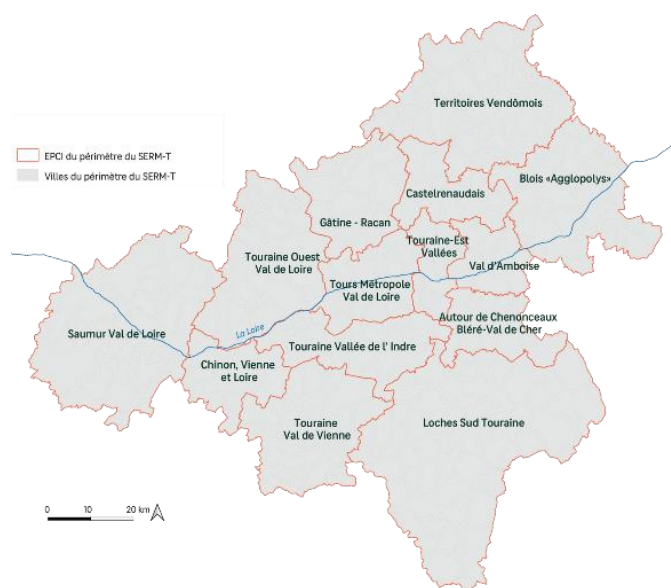 Territoires Vendômois
EPCI du périmètre du SERM-T
Villes du périmètre du SERM-T
Blois «Agglopolys»
Castelrenaudais
Gâtine - Racan
Touraine-Est
Vallées
Touraine Ouest
Val de Loire
Val d'Amboise
Tours Métropole
Val de Loire
Autour de Chenonceaux
Bléré-Val de Cher
Saumur Val de Loire
La Loire
Touraine Vallée de l' Indre
Chinon, Vienne
et Loire
Touraine
Val de Vienne
Loches Sud Touraine
0 10 20 km